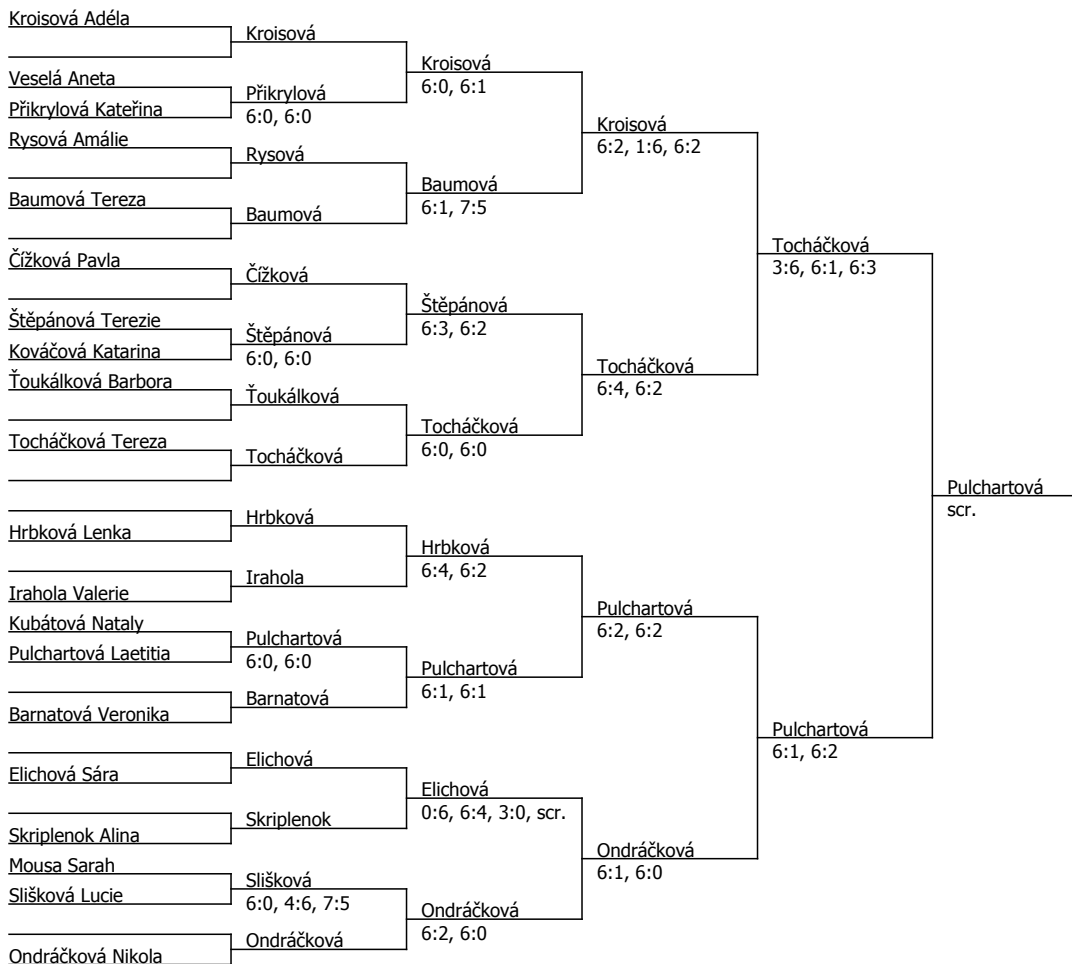 Kroisová Adéla
Veselá Aneta
Přikrylová Kateřina
Rysová Amálie
Baumová Tereza
Čížková Pavla
Štěpánová Terezie
Kováčová Katarina
Ťoukálková Barbora
Tocháčková Tereza
Hrbková Lenka
Irahola Valerie
Kubátová Nataly
Pulchartová Laetitia
Barnatová Veronika
Elichová Sára
Skriplenok Alina
Mousa Sarah
Slišková Lucie
Ondráčková Nikola
Kroisová
Přikrylová
6:0, 6:0
Rysová
Baumová
Čížková
Štěpánová
6:0, 6:0
Ťoukálková
Tocháčková
Hrbková
Irahola
Pulchartová
6:0, 6:0
Barnatová
Elichová
Skriplenok
Slišková
6:0, 4:6, 7:5
Ondráčková
Kroisová
6:0, 6:1
Baumová
6:1, 7:5
Štěpánová
6:3, 6:2
Tocháčková
6:0, 6:0
Hrbková
6:4, 6:2
Pulchartová
6:1, 6:1
Elichová
0:6, 6:4, 3:0, scr.
Ondráčková
6:2, 6:0
Kroisová
6:2, 1:6, 6:2
Tocháčková
6:4, 6:2
Pulchartová
6:2, 6:2
Ondráčková
6:1, 6:0
Tocháčková
3:6, 6:1, 6:3
Pulchartová
6:1, 6:2
Pulchartová
scr.